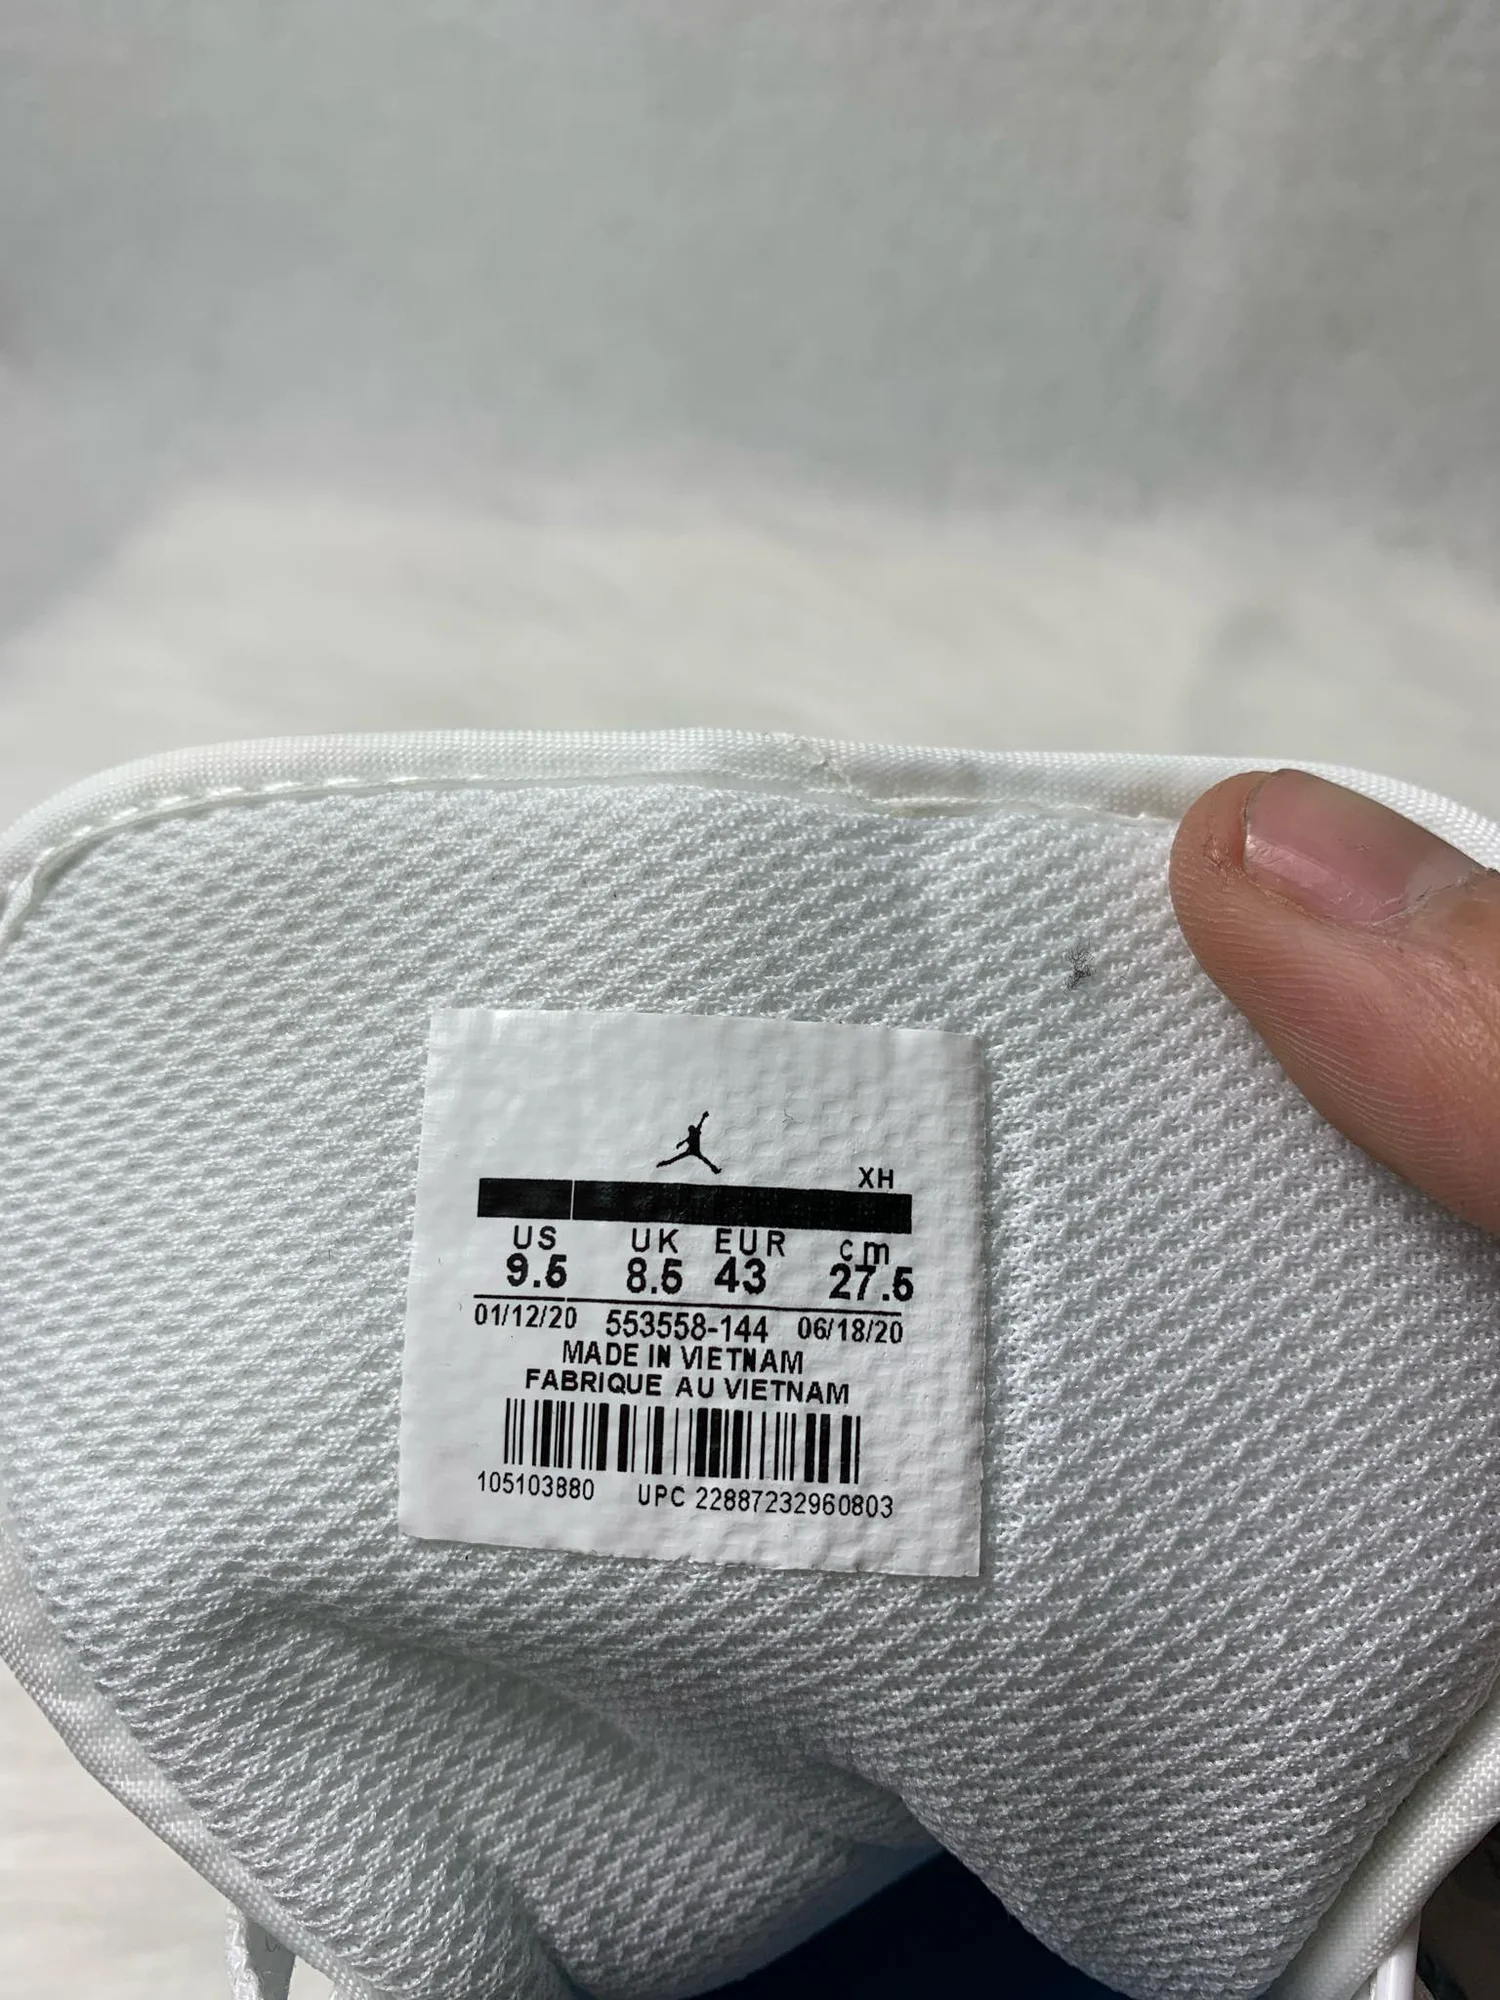 XH
US UK EUR cm
9.5 8.5 43 27.5
01/12/20 553558-144 06/18/20
MADE IN VIETNAM
FABRIQUE AU VIETNAM
105103880 UPC 22887232960803